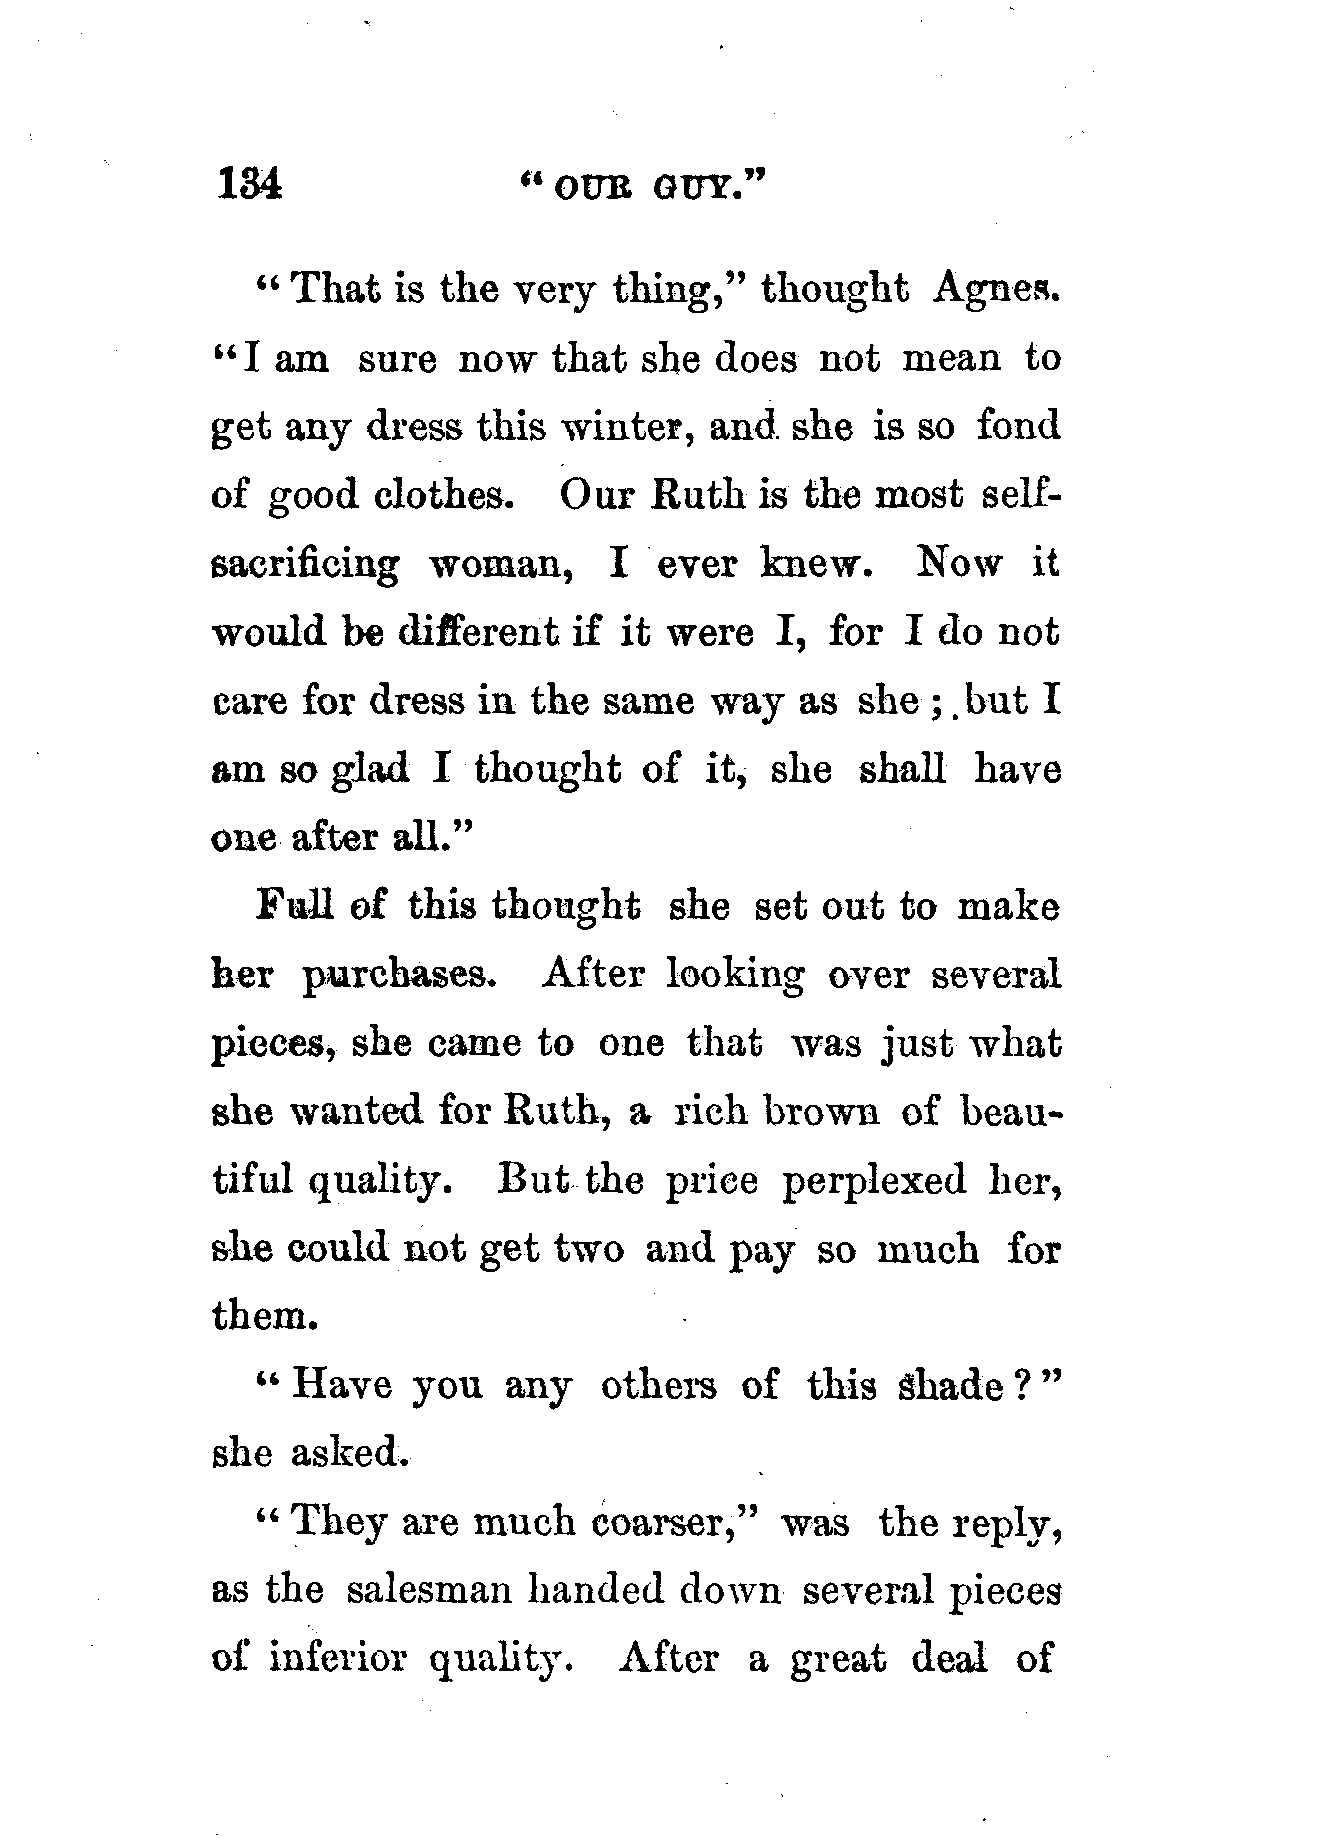 134 “ OUR GUY.”
“ That is the very thing,” thought Agnes.
“I am sure now that she does not mean to
get any dress this winter, and she is so fond
of good clothes. Our Ruth is the most self-
sacrificing woman, I ever knew. Now it
would be different if it were I, for I do not
care for dress in the same way as she ; but I
am so glad I thought of it, she shall have
one after all.”
Full of this thought she set out to make
her purchases. After looking over several
pieces, she came to one that was just what
she wanted for Ruth, a rich brown of beau-
tiful quality. But the price perplexed her,
she could not get two and pay so much for
them.
“ Have you any others of this shade ? ”
she asked.
“ They are much coarser,” was the reply,
as the salesman handed down several pieces
of inferior quality. After a great deal of